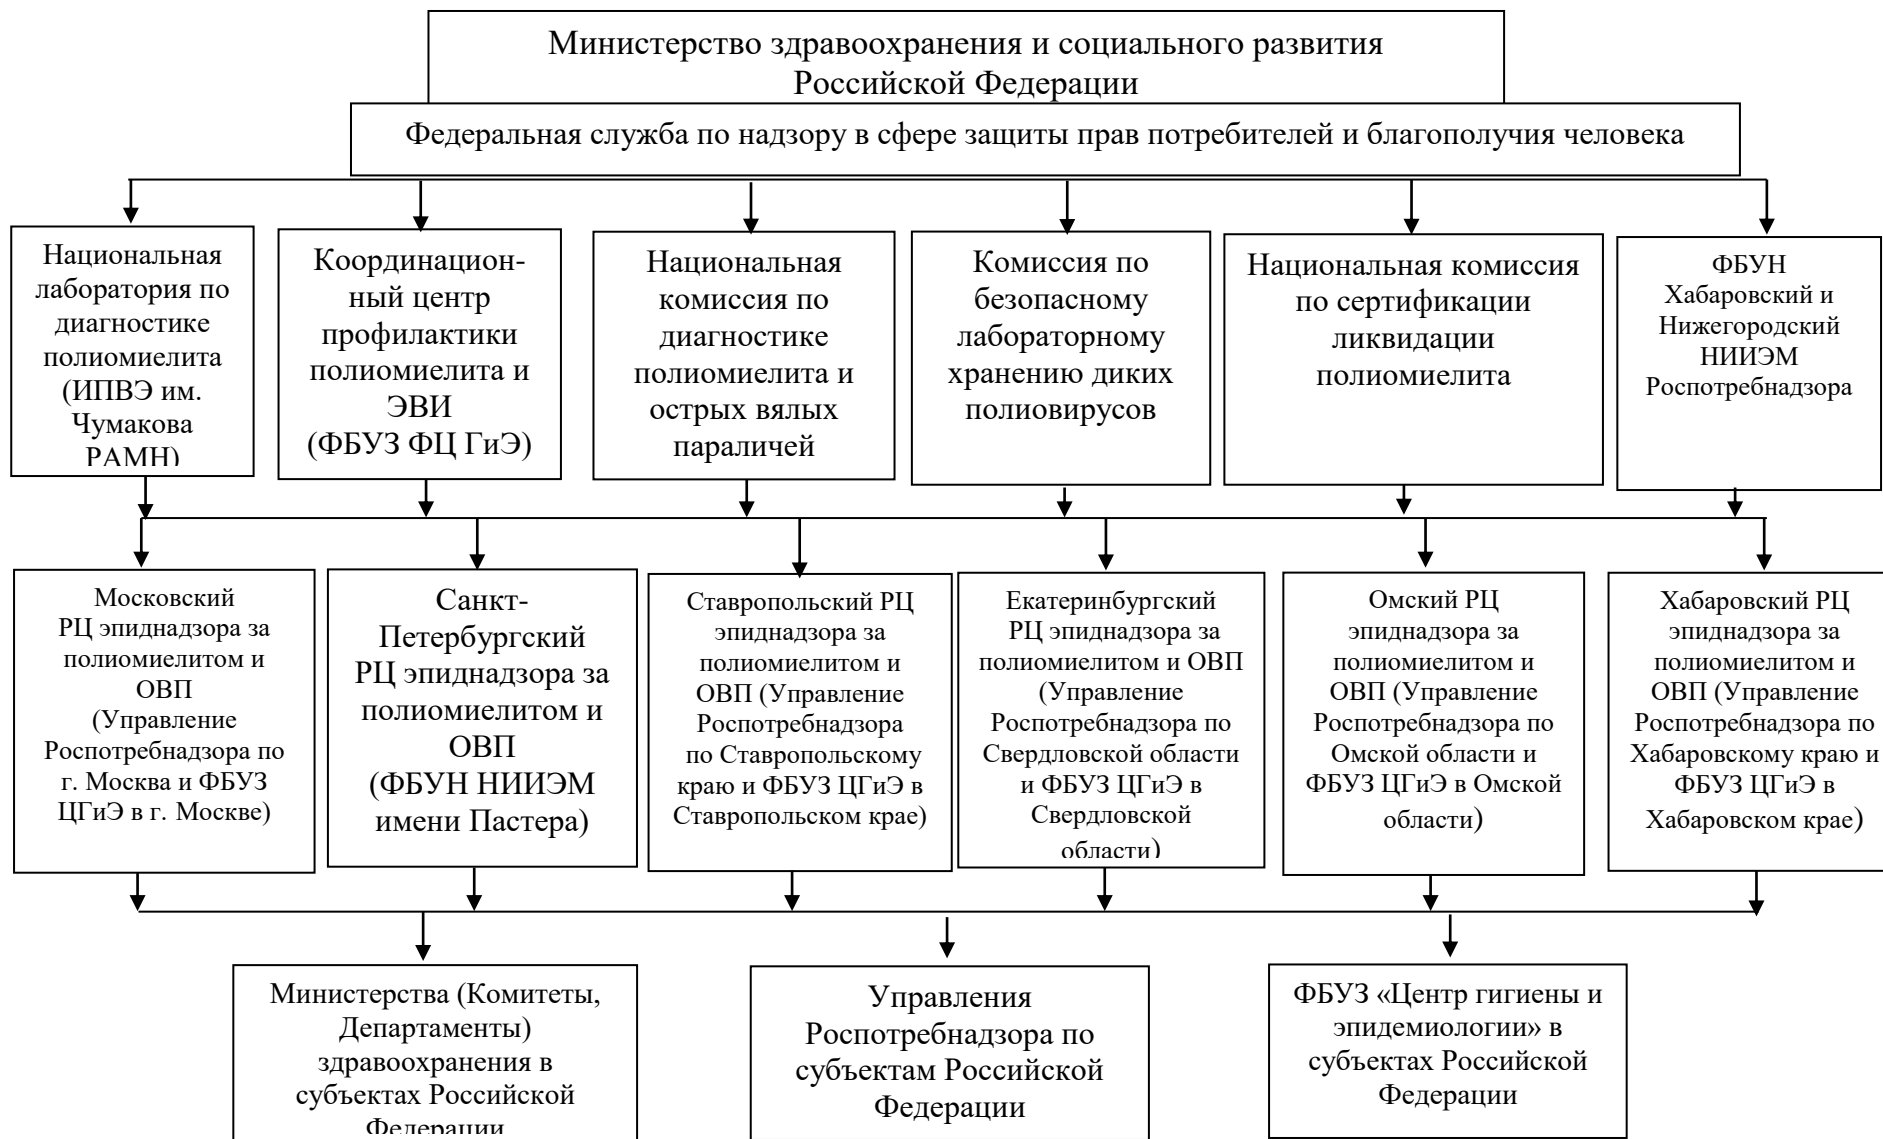 Министерство здравоохранения и социального развития
Российской Федерации
Федеральная служба по надзору в сфере защиты прав потребителей и благополучия человека
Национальная
лаборатория по
диагностике
полиомиелита
(ИПВЭ им.
Чумакова
РАМН)
Координацион-
ный центр
профилактики
полиомиелита и
ЭВИ
(ФБУЗ ФЦ ГиЭ)
Национальная
комиссия по
диагностике
полиомиелита и
острых вялых
параличей
Комиссия по
безопасному
лабораторному
хранению диких
полиовирусов
Национальная комиссия
по сертификации
ликвидации
полиомиелита
ФБУН
Хабаровский и
Нижегородский
НИИЭМ
Роспотребнадзора
Московский
РЦ эпиднадзора за
полиомиелитом и
ОВП
(Управление
Роспотребнадзора по
г. Москва и ФБУЗ
ЦГиЭ в г. Москве)
Санкт-
Петербургский
РЦ эпиднадзора за
полиомиелитом и
ОВП
(ФБУН НИИЭМ
имени Пастера)
Ставропольский РЦ
эпиднадзора за
полиомиелитом и
ОВП (Управление
Роспотребнадзора
по Ставропольскому
краю и ФБУЗ ЦГиЭ в
Ставропольском крае)
Екатеринбургский
РЦ эпиднадзора за
полиомиелитом и ОВП
(Управление
Роспотребнадзора по
Свердловской области
и ФБУЗ ЦГиЭ в
Свердловской
области)
Омский РЦ
эпиднадзора за
полиомиелитом и
ОВП (Управление
Роспотребнадзора по
Омской области и
ФБУЗ ЦГиЭ в Омской
области)
Хабаровский РЦ
эпиднадзора за
полиомиелитом и
ОВП (Управление
Роспотребнадзора по
Хабаровскому краю и
ФБУЗ ЦГиЭ в
Хабаровском крае)
Министерства (Комитеты,
Департаменты)
здравоохранения в
субъектах Российской
Федерации
Управления
Роспотребнадзора по
субъектам Российской
Федерации
ФБУЗ «Центр гигиены и
эпидемиологии» в
субъектах Российской
Федерации